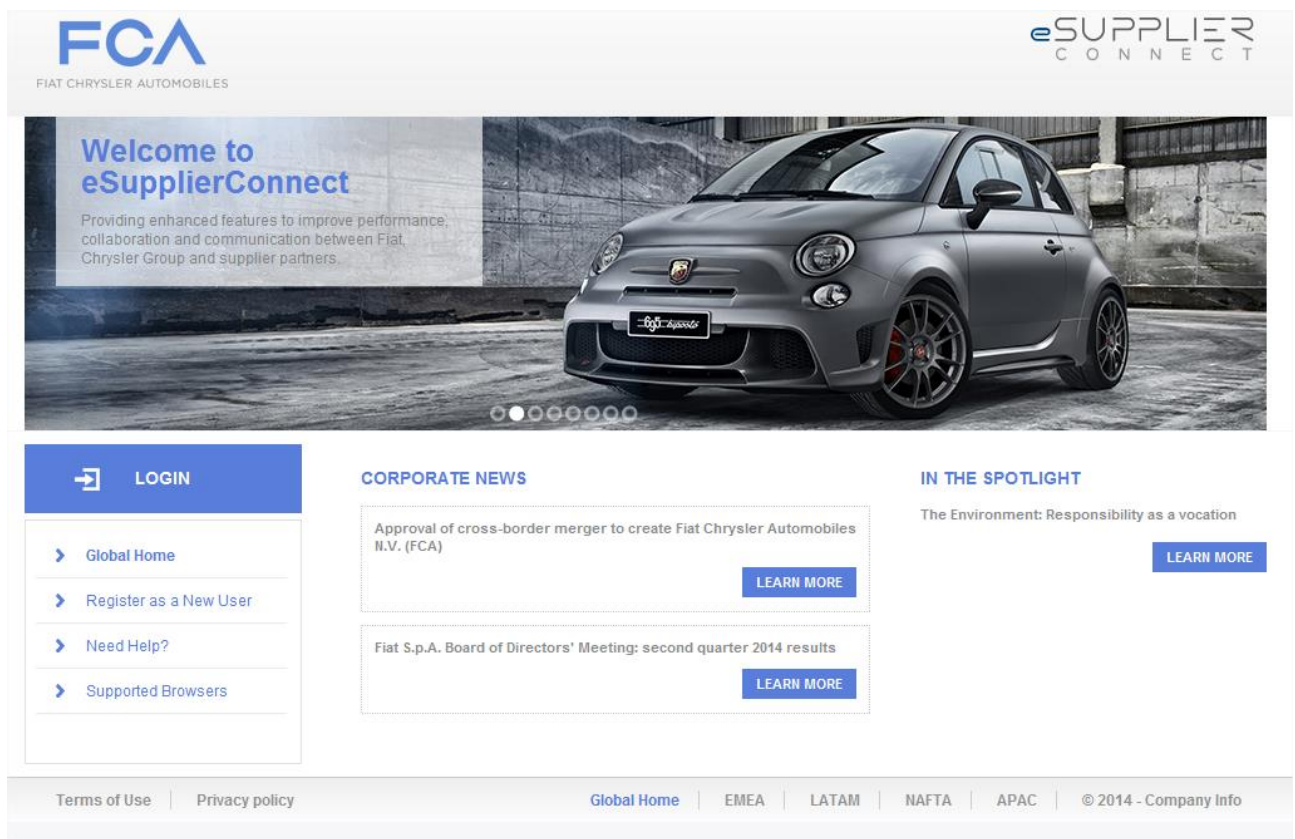 FCA
FIAT CHRYSLER AUTOMOBILES
eSUPPLIER
CONNECT
Welcome to
eSupplierConnect
Providing enhanced features to improve performance,
collaboration and communication between Fiat,
Chrysler Group and supplier partners.
695 biposto
LOGIN
Global Home
Register as a New User
Need Help?
Supported Browsers
CORPORATE NEWS
Approval of cross-border merger to create Fiat Chrysler Automobiles
N.V. (FCA)
LEARN MORE
Fiat S.p.A. Board of Directors' Meeting: second quarter 2014 results
LEARN MORE
IN THE SPOTLIGHT
The Environment: Responsibility as a vocation
LEARN MORE
Terms of Use Privacy policy Global Home EMEA LATAM NAFTA APAC © 2014 - Company Info